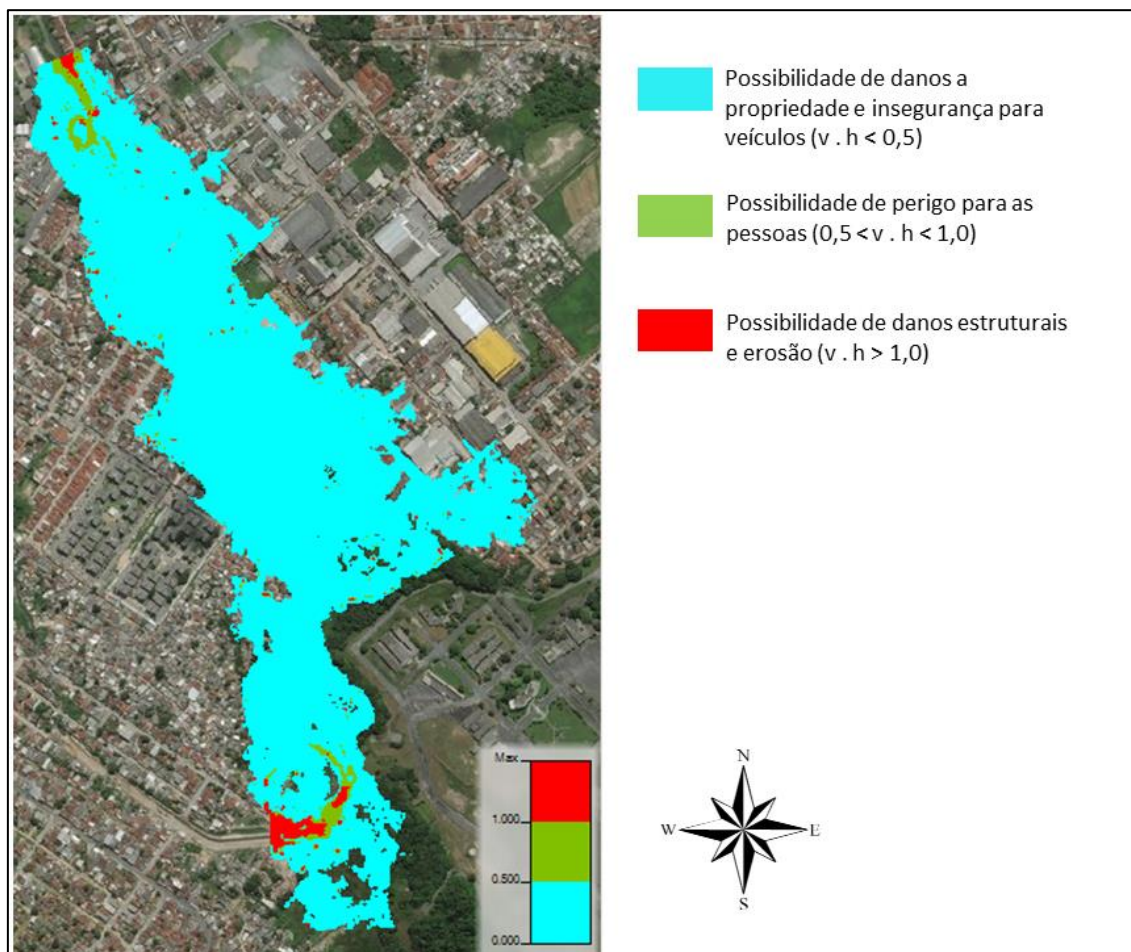 Possibilidade de danos a
propriedade e insegurança para
veículos (v . h < 0,5)
Possibilidade de perigo para as
pessoas (0,5 < v . h < 1,0)
Possibilidade de danos estruturais
e erosão (v . h > 1,0)
Max
1.000
0.500
0.000
N
W
E
S